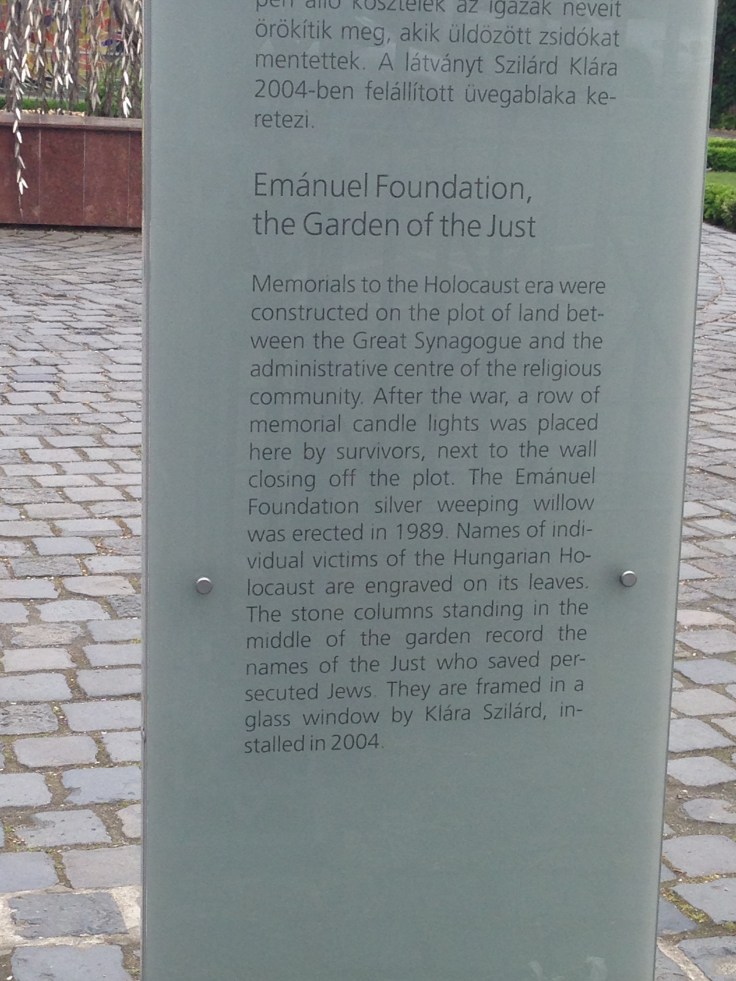 pen álló kőszteléк az igazak neveit
örökítik meg, akik üldözött zsidókat
mentettek. A látványt Szilárd Klára
2004-ben felállított üvegablaka ke-
retezi.
Emánuel Foundation,
the Garden of the Just
Memorials to the Holocaust era were
constructed on the plot of land bet-
ween the Great Synagogue and the
administrative centre of the religious
community. After the war, a row of
memorial candle lights was placed
here by survivors, next to the wall
closing off the plot. The Emánuel
Foundation silver weeping willow
was erected in 1989. Names of indi-
vidual victims of the Hungarian Ho-
locaust are engraved on its leaves.
The stone columns standing in the
middle of the garden record the
names of the Just who saved per-
secuted Jews. They are framed in a
glass window by Klára Szilárd, in-
stalled in 2004.